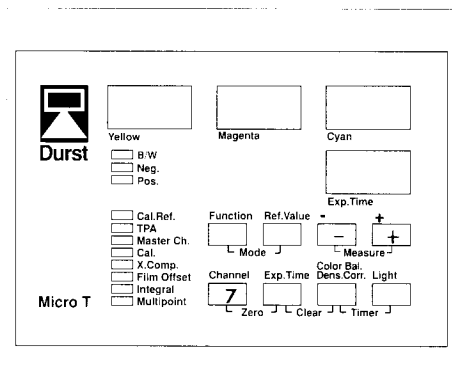 Yellow Magenta Cyan
Durst
B/W
Neg.
Pos.
Exp.Time
Cal.Ref.
TPA
Master Ch.
Cal.
X.Comp.
Film Offset
Integral
Multipoint
Function Ref.Value - +
- +
Mode Measure
Channel Exp.Time Color Bal. Dens.Corr. Light
7
Zero Clear Timer
Micro T